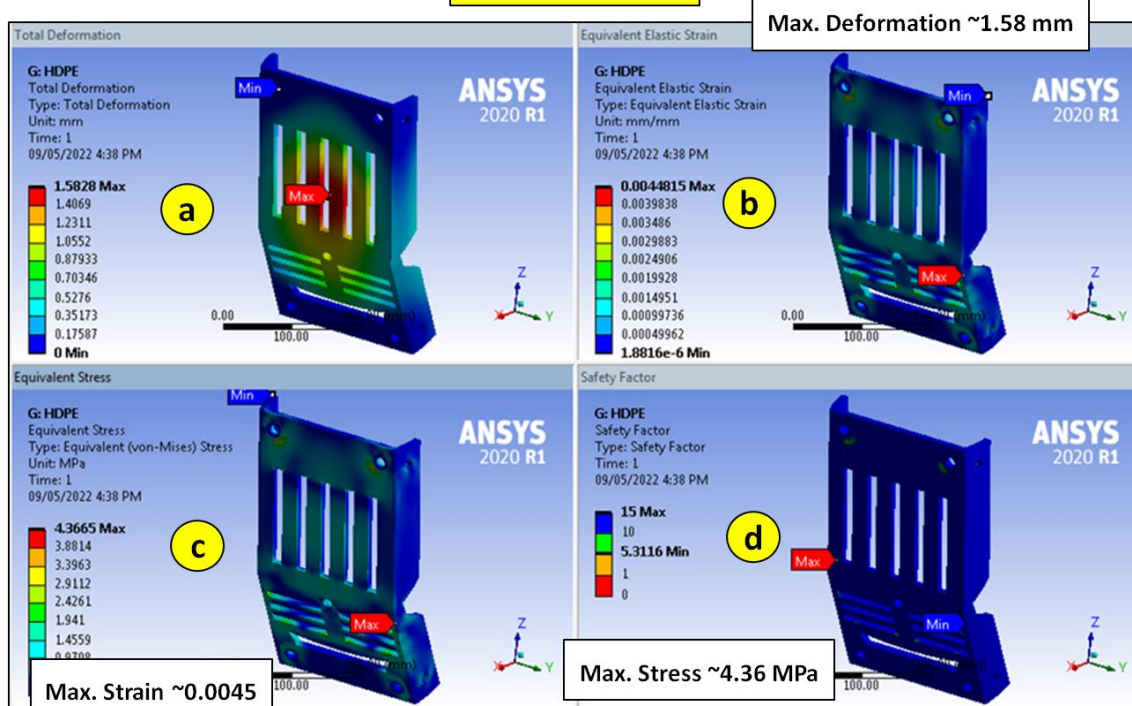 Max. Deformation ~1.58 mm
Total Deformation
G: HDPE
Total Deformation
Type: Total Deformation
Unit: mm
Time: 1
09/05/2022 4:38 PM
1.5828 Max
1.4069
1.2311
1.0552
0.87933
0.70346
0.5276
0.35173
0.17587
0 Min
Min
Max
a
ANSYS
2020 R1
0.00
100.00
(mm)
Z
X
Y
Equivalent Elastic Strain
G: HDPE
Equivalent Elastic Strain
Type: Equivalent Elastic Strain
Unit: mm/mm
Time: 1
09/05/2022 4:38 PM
0.0044815 Max
0.0039838
0.003486
0.0029883
0.0024906
0.0019928
0.0014951
0.00099736
0.00049962
1.8816e-6 Min
Min
Max
b
ANSYS
2020 R1
0.00
100.00
(mm)
Z
X
Y
Equivalent Stress
G: HDPE
Equivalent Stress
Type: Equivalent (von-Mises) Stress
Unit: MPa
Time: 1
09/05/2022 4:38 PM
4.3665 Max
3.8814
3.3963
2.9112
2.4261
1.941
1.4559
0.9708
Min
Max
c
ANSYS
2020 R1
100.00
(mm)
Z
X
Y
Max. Strain ~0.0045
Safety Factor
G: HDPE
Safety Factor
Type: Safety Factor
Time: 1
09/05/2022 4:38 PM
15 Max
10
5.3116 Min
1
0
Max
Min
d
ANSYS
2020 R1
100.00
Z
X
Y
Max. Stress ~4.36 MPa